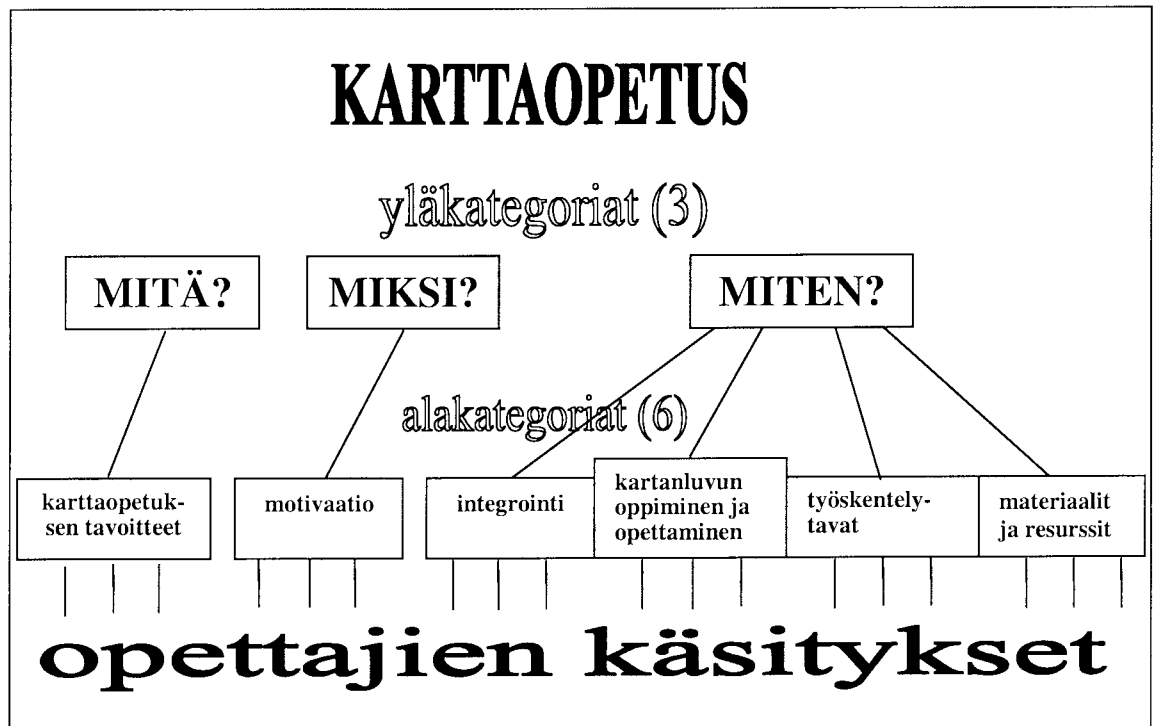 KARTTAOPETUS
yläkategoriat (3)
MITÄ?
MIKSI?
MITEN?
alakategoriat (6)
karttaopetuk-
sen tavoitteet
motivaatio
integrointi
kartanluvun
oppiminen ja
opettaminen
työskentely-
tavat
materiaalit
ja resurssit
opettajien käsitykset